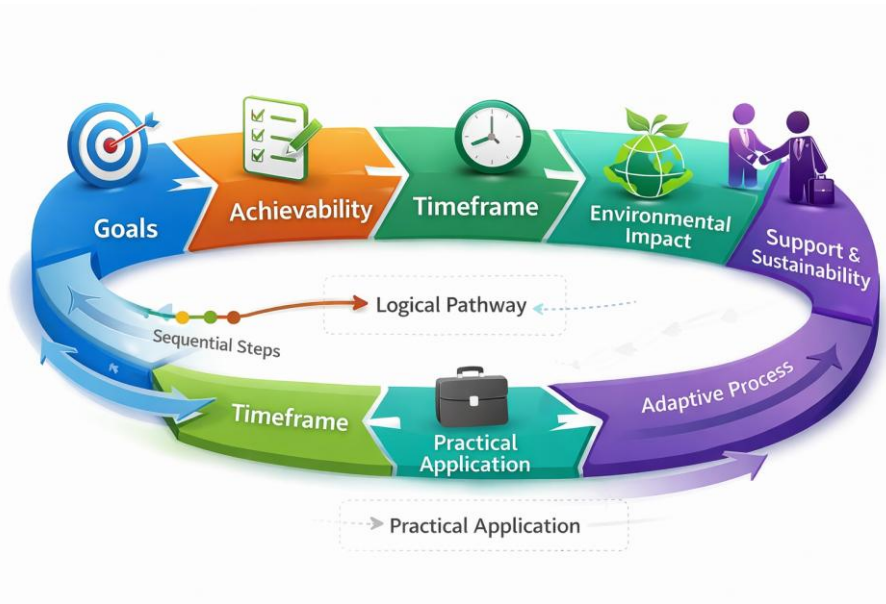 Goals
Achievability
Timeframe
Environmental
Impact
Support &
Sustainability
Logical Pathway
Sequential Steps
Timeframe
Practical
Application
Adaptive Process
Practical Application